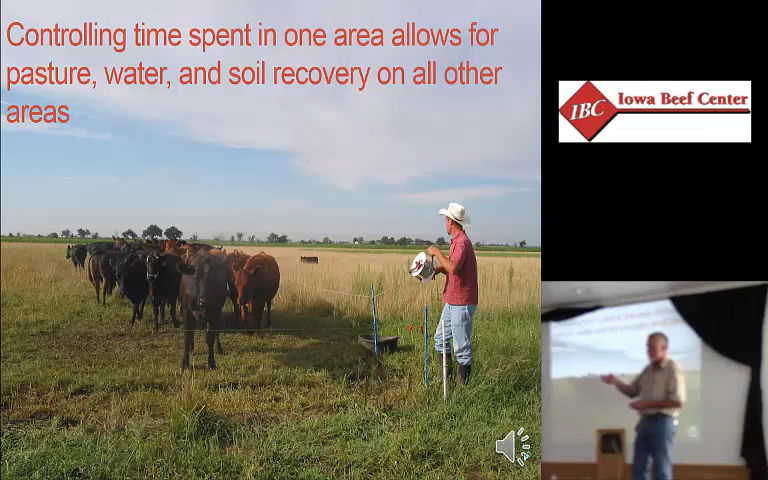 Controlling time spent in one area allows for
pasture, water, and soil recovery on all other
areas
IBC
Iowa Beef Center